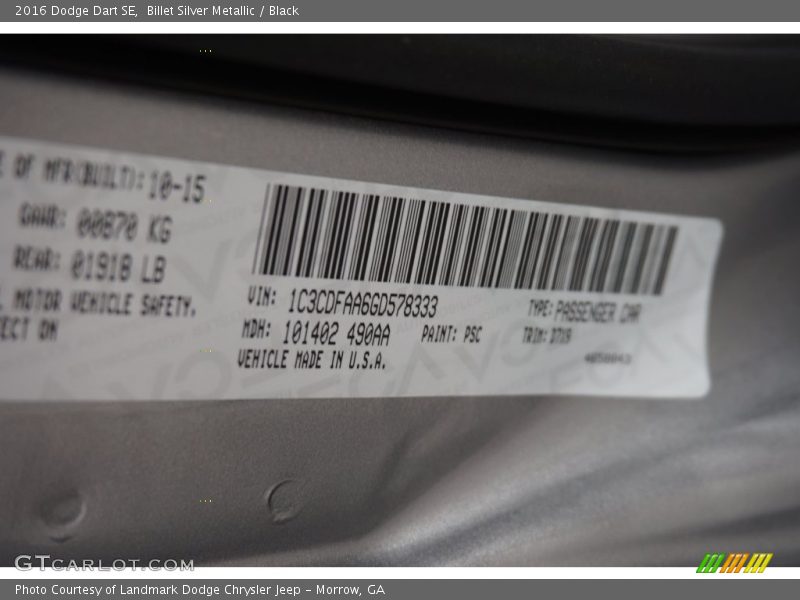 2016 Dodge Dart SE, Billet Silver Metallic / Black
E OF MFR(BUILT): 10-15
GAWR: 00870 KG
REAR: 01918 LB
MOTOR VEHICLE SAFETY.
ECT ON
VIN: 1C3CDFAA6GD578333
TYPE: PASSENGER CAR
MDH: 101402 490AA
PAINT: PSC
TRIM: D7X9
VEHICLE MADE IN U.S.A.
GTCARLOT.COM
Photo Courtesy of Landmark Dodge Chrysler Jeep – Morrow, GA